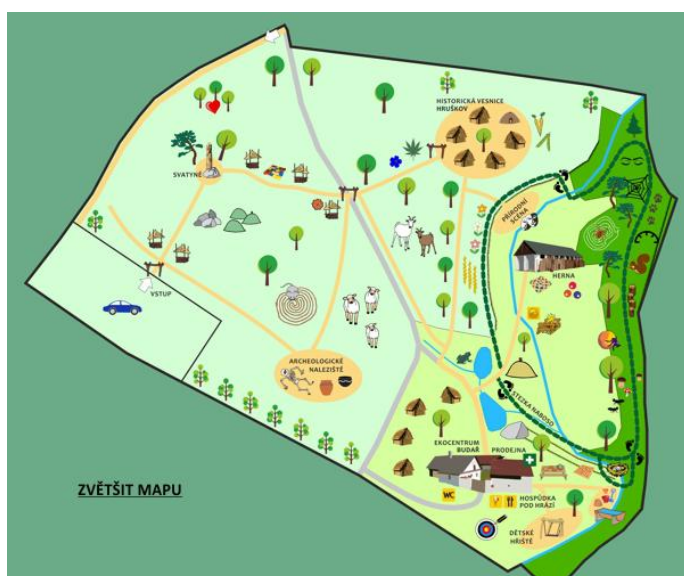 HISTORICKÁ VESNICE
HRUŠKOV
SVATYNĚ
PŘÍRODNÍ
SCÉNA
HERNA
VSTUP
ARCHEOLOGICKÉ
NALEZIŠTĚ
STEZKA NABOSO
EKOCENTRUM
BUDAŘ
PRODEJNA
WC
HOSPŮDKA
POD HRÁZÍ
DĚTSKÉ
HŘIŠTĚ
ZVĚTŠIT MAPU